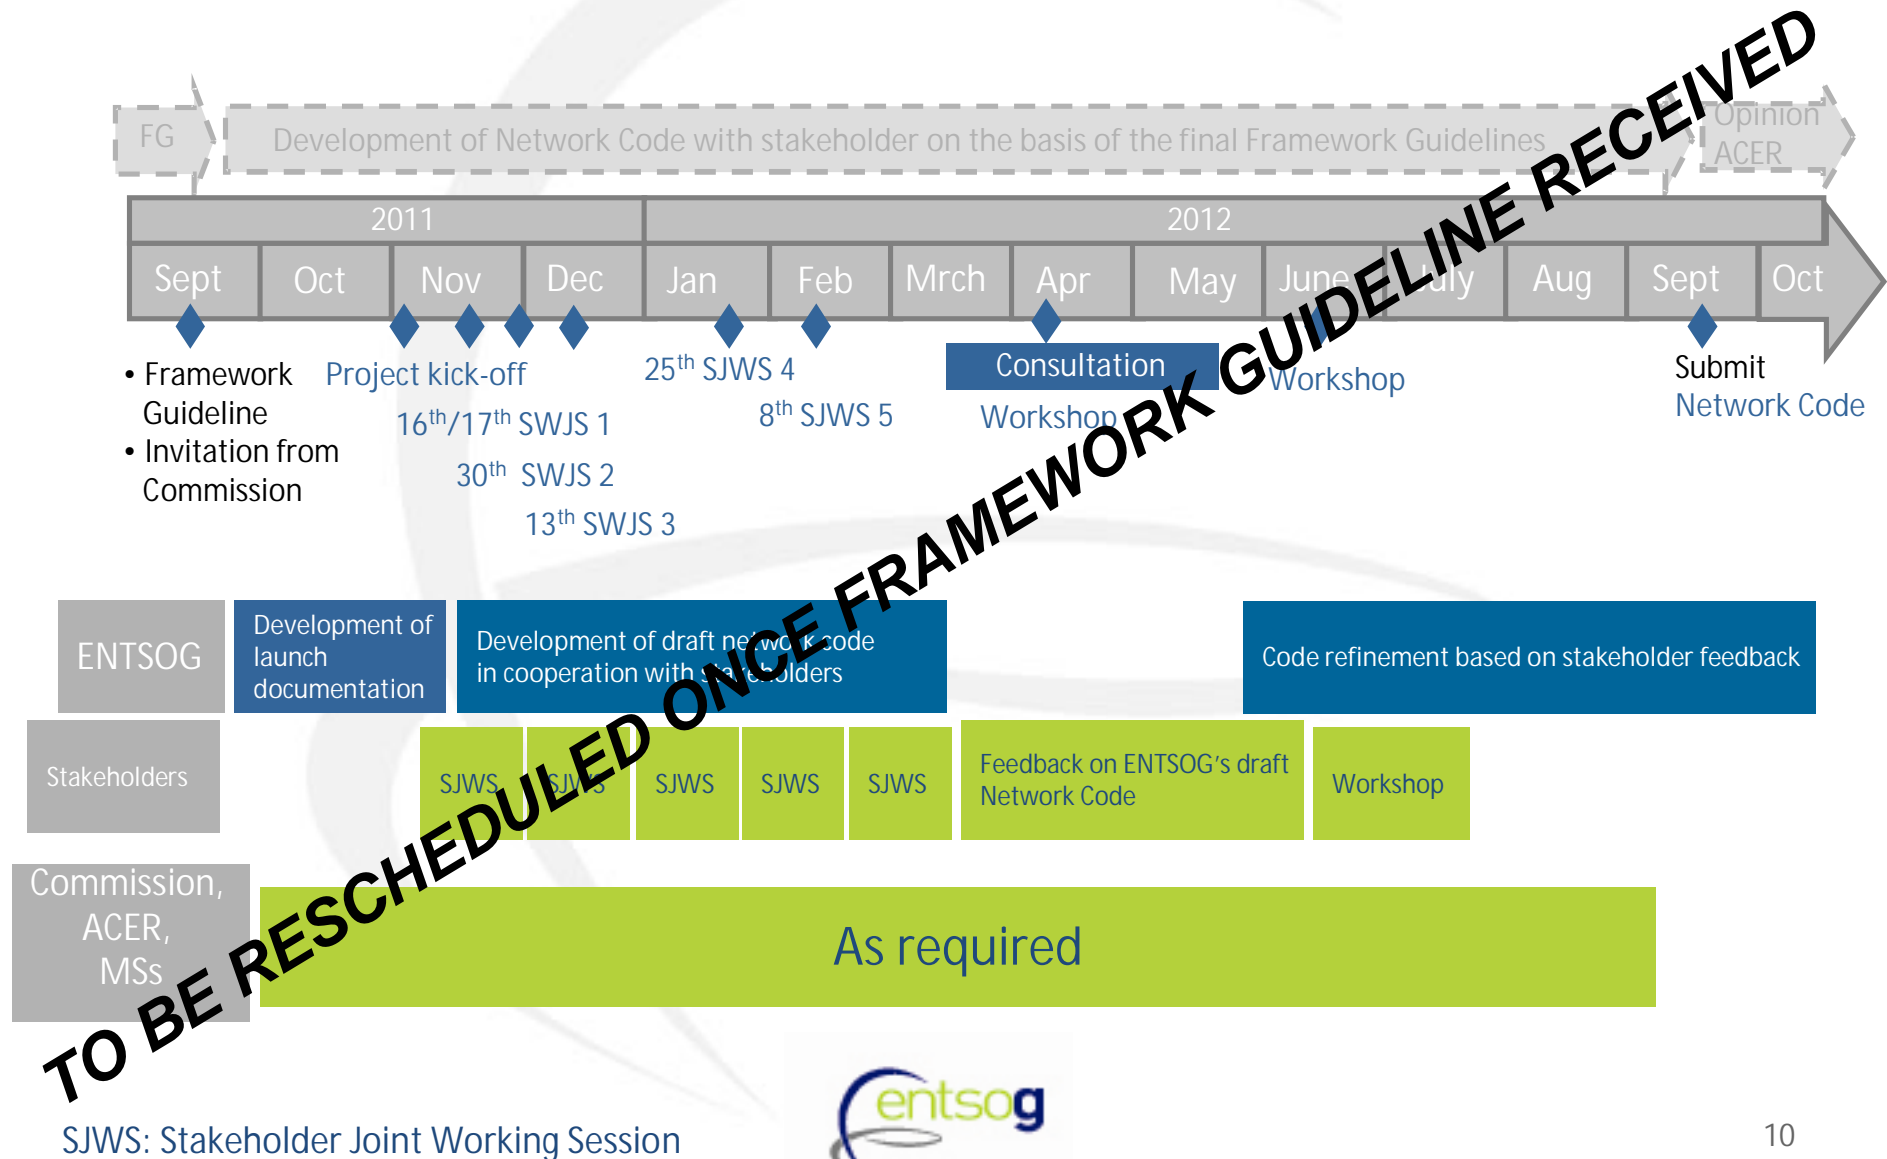 FG
Development of Network Code with stakeholder on the basis of the final Framework Guidelines
Opinion
ACER
2011
2012
Sept
Oct
Nov
Dec
Jan
Feb
Mrch
Apr
May
June
July
Aug
Sept
Oct
• Framework
Guideline
• Invitation from
Commission
Project kick-off
16th/17th SWJS 1
30th SWJS 2
13th SWJS 3
25th SJWS 4
8th SJWS 5
Consultation
Workshop
Workshop
Submit
Network Code
TO BE RESCHEDULED ONCE FRAMEWORK GUIDELINE RECEIVED
ENTSOG
Development of
launch
documentation
Development of draft network code
in cooperation with stakeholders
Code refinement based on stakeholder feedback
Stakeholders
SJWS
SJWS
SJWS
SJWS
SJWS
Feedback on ENTSOG's draft
Network Code
Workshop
Commission,
ACER,
MSs
As required
entsog
SJWS: Stakeholder Joint Working Session
10